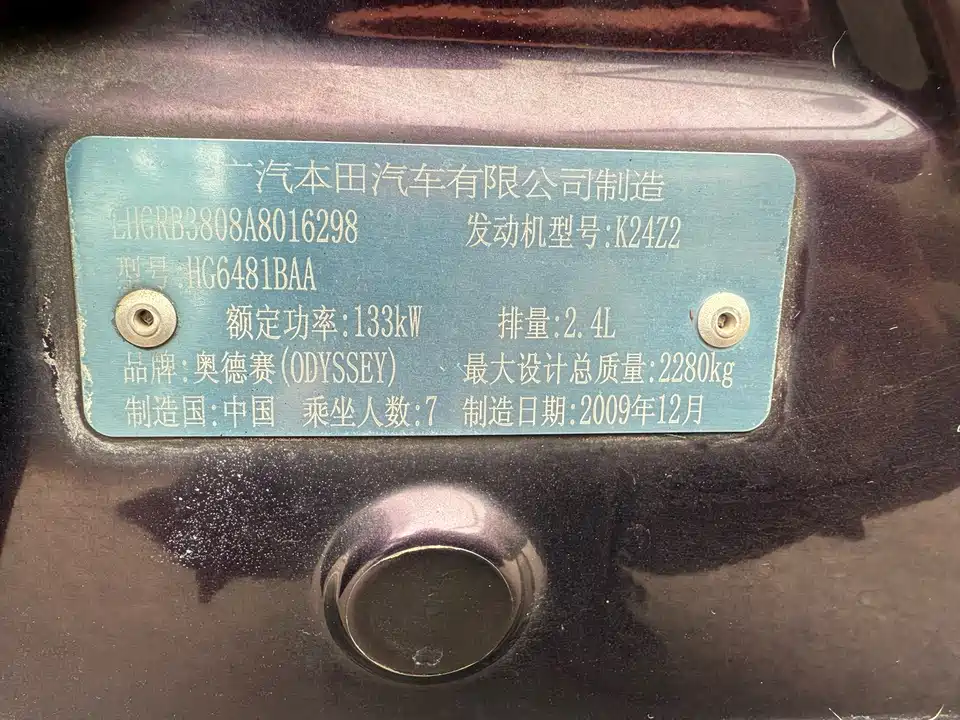 广汽本田汽车有限公司制造
LHGRB3808A8016298 发动机型号:K24Z2
型号:HG6481BAA
额定功率:133kW 排量:2.4L
品牌:奥德赛(ODYSSEY) 最大设计总质量:2280kg
制造国:中国 乘坐人数:7 制造日期:2009年12月